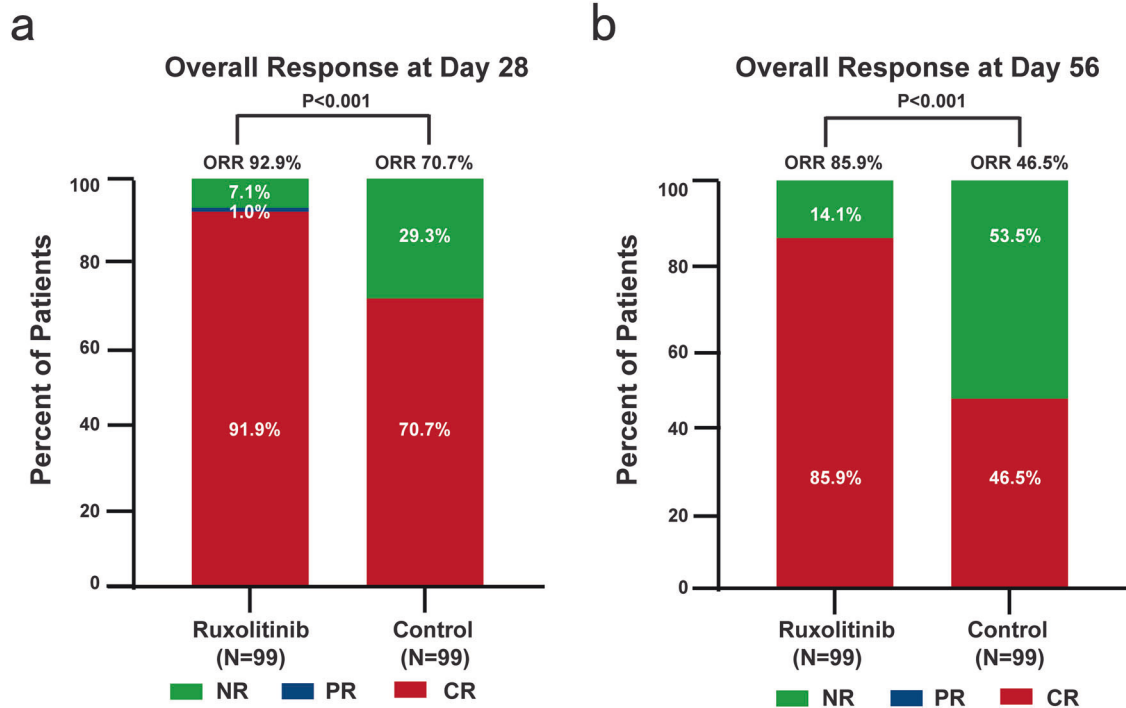 a
Overall Response at Day 28
P<0.001
ORR 92.9% ORR 70.7%
Percent of Patients
100
80
60
40
20
0
7.1%
1.0%
91.9%
29.3%
70.7%
Ruxolitinib
(N=99)
Control
(N=99)
NR PR CR
b
Overall Response at Day 56
P<0.001
ORR 85.9% ORR 46.5%
Percent of Patients
100
80
60
40
20
0
14.1%
85.9%
53.5%
46.5%
Ruxolitinib
(N=99)
Control
(N=99)
NR PR CR